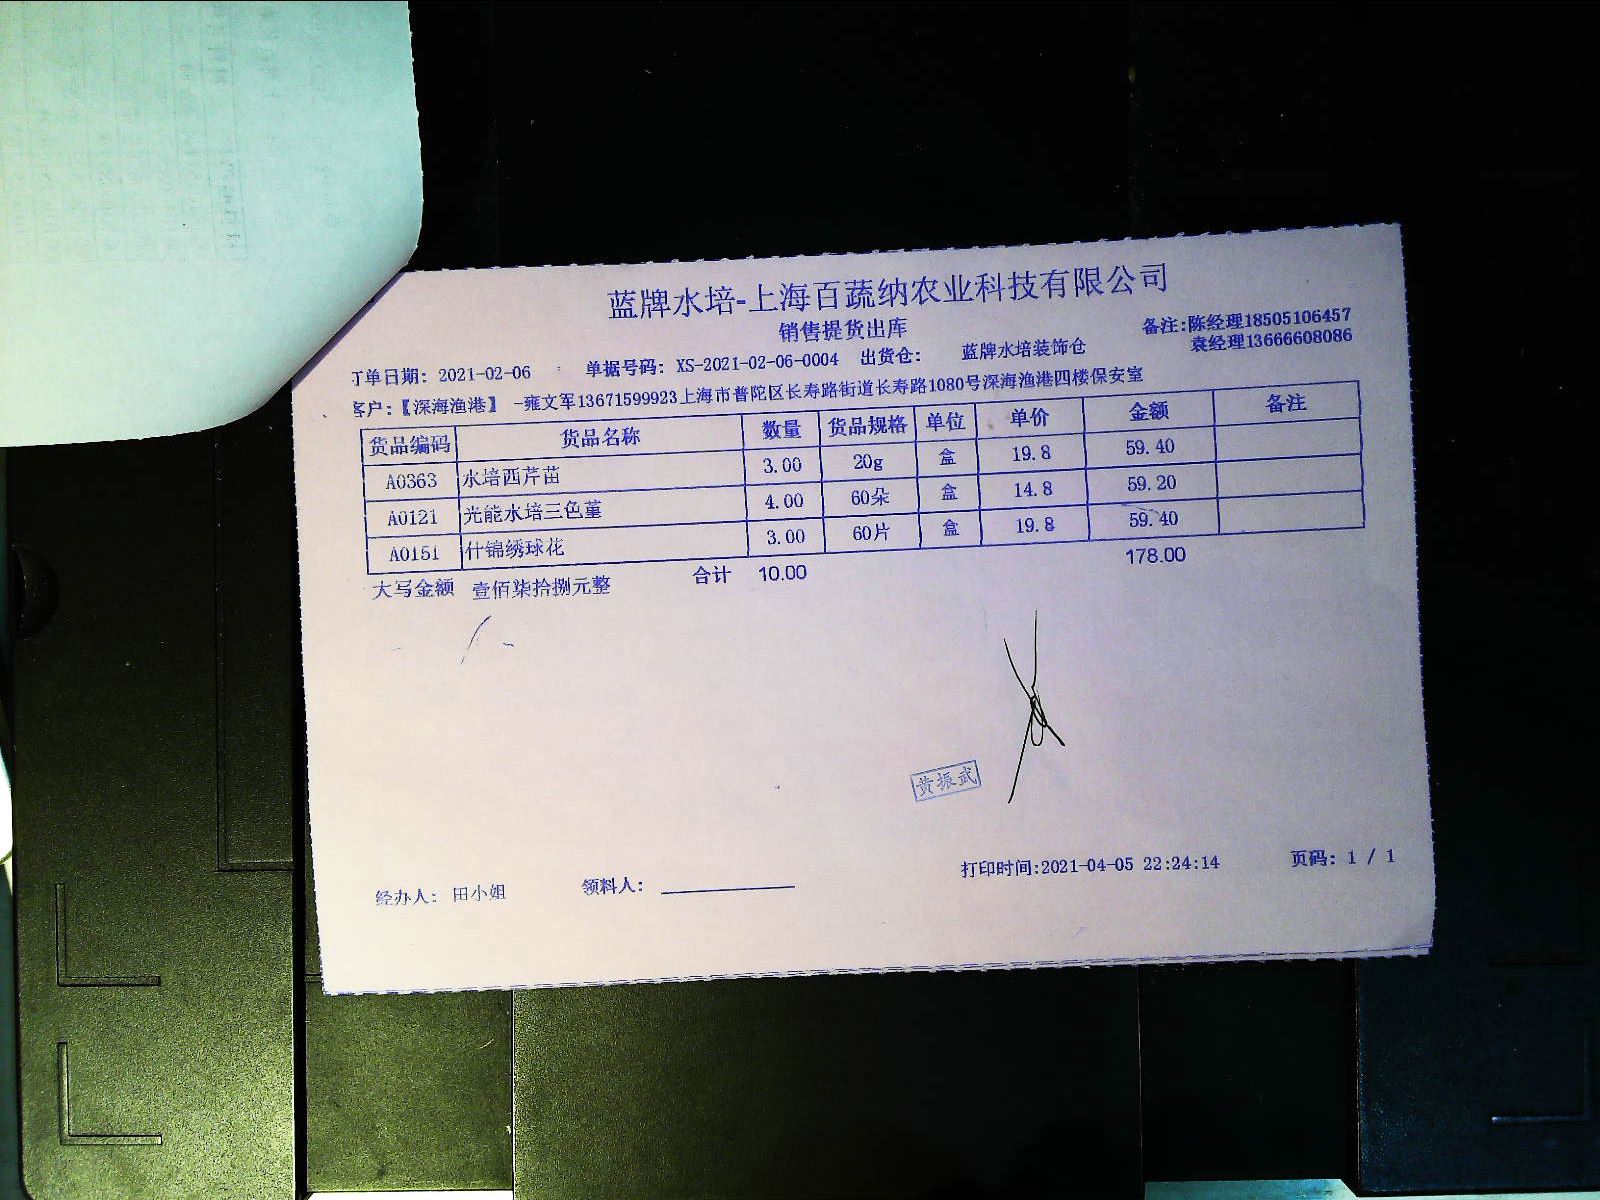 蓝牌水培-上海百蔬纳农业科技有限公司
销售提货出库
备注:陈经理18505106457
袁经理13666608086
订单日期: 2021-02-06 单据号码: XS-2021-02-06-0004 出货仓: 蓝牌水培装饰仓
客户:【深海渔港】 -雍文军13671599923上海市普陀区长寿路街道长寿路1080号深海渔港四楼保安室
货品编码 货品名称 数量 货品规格 单位 单价 金额 备注
A0363 水培西芹苗 3.00 20g 盒 19.8 59.40
A0121 光能水培三色堇 4.00 60朵 盒 14.8 59.20
A0151 什锦绣球花 3.00 60片 盒 19.8 59.40
大写金额 壹佰柒拾捌元整 合计 10.00 178.00
黄振武
经办人: 田小姐 领料人: 打印时间:2021-04-05 22:24:14 页码: 1 / 1